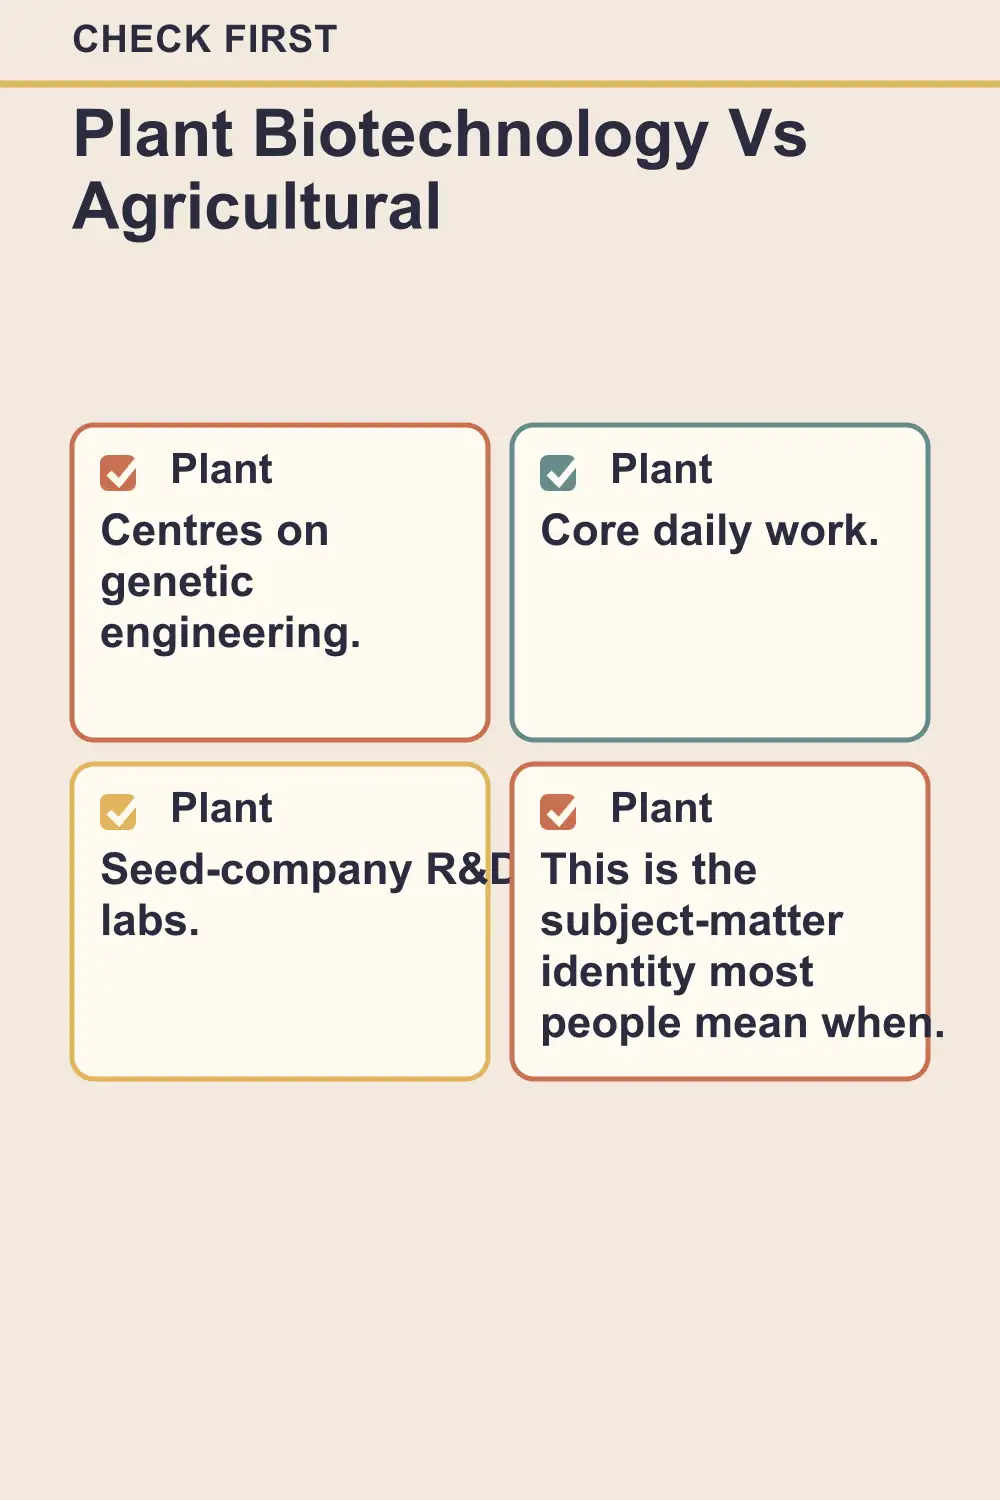 CHECK FIRST
Plant Biotechnology Vs
Agricultural
Plant
Centres on
genetic
engineering.
Plant
Core daily work.
Plant
Seed-company R&D
labs.
Plant
This is the
subject-matter
identity most
people mean when.